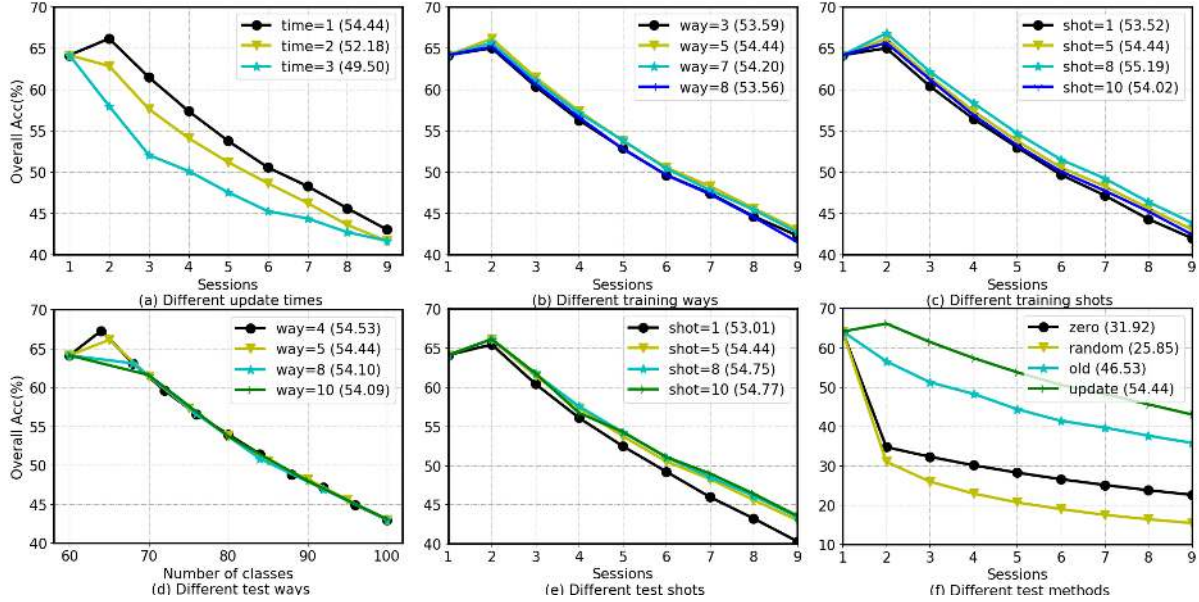 70
65
60
55
50
45
40
Overall Acc(%)
time=1 (54.44)
time=2 (52.18)
time=3 (49.50)
1 2 3 4 5 6 7 8 9
Sessions
(a) Different update times
70
65
60
55
50
45
40
way=3 (53.59)
way=5 (54.44)
way=7 (54.20)
way=8 (53.56)
1 2 3 4 5 6 7 8 9
Sessions
(b) Different training ways
70
65
60
55
50
45
40
shot=1 (53.52)
shot=5 (54.44)
shot=8 (55.19)
shot=10 (54.02)
1 2 3 4 5 6 7 8 9
Sessions
(c) Different training shots
70
65
60
55
50
45
40
Overall Acc(%)
way=4 (54.53)
way=5 (54.44)
way=8 (54.10)
way=10 (54.09)
60 70 80 90 100
Number of classes
(d) Different test ways
70
65
60
55
50
45
40
shot=1 (53.01)
shot=5 (54.44)
shot=8 (54.75)
shot=10 (54.77)
1 2 3 4 5 6 7 8 9
Sessions
(e) Different test shots
70
60
50
40
30
20
10
zero (31.92)
random (25.85)
old (46.53)
update (54.44)
1 2 3 4 5 6 7 8 9
Sessions
(f) Different test methods